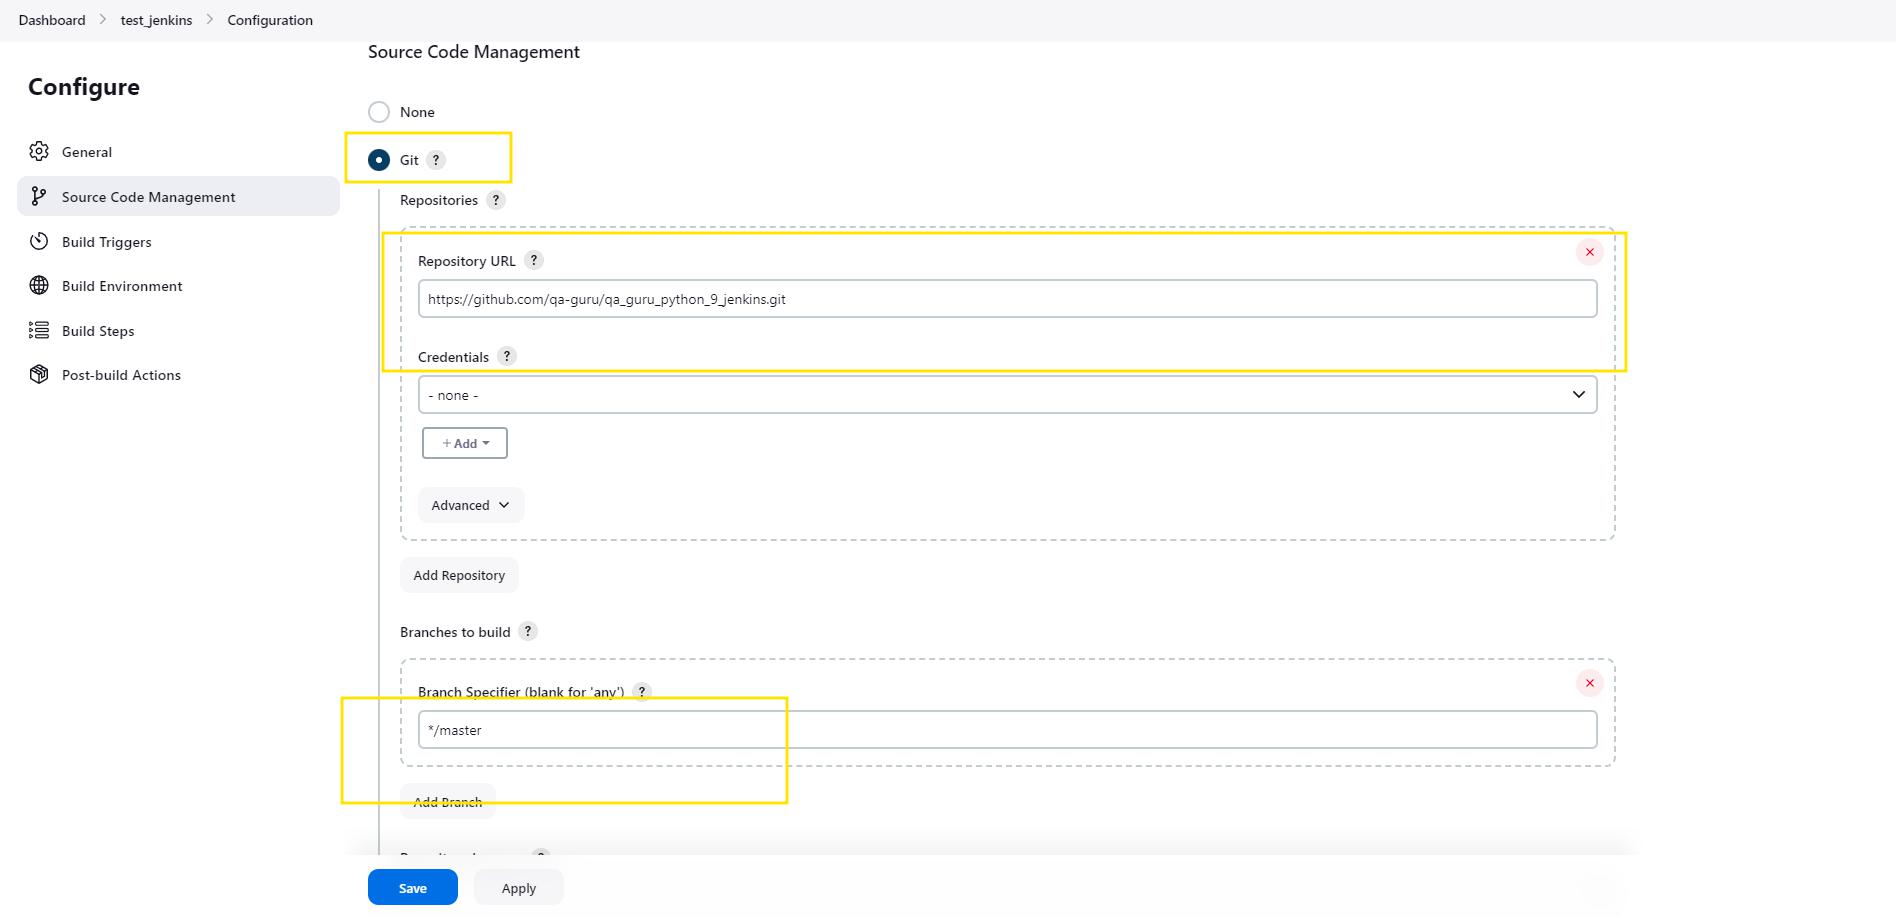 Dashboard > test_jenkins > Configuration
Configure
General
Source Code Management
Build Triggers
Build Environment
Build Steps
Post-build Actions
Source Code Management
None
Git ?
Repositories ?
Repository URL ?
https://github.com/qa-guru/qa_guru_python_9_jenkins.git
Credentials ?
- none -
+ Add
Advanced
Add Repository
Branches to build ?
Branch Specifier (blank for 'any') ?
*/master
Add Branch
Save
Apply